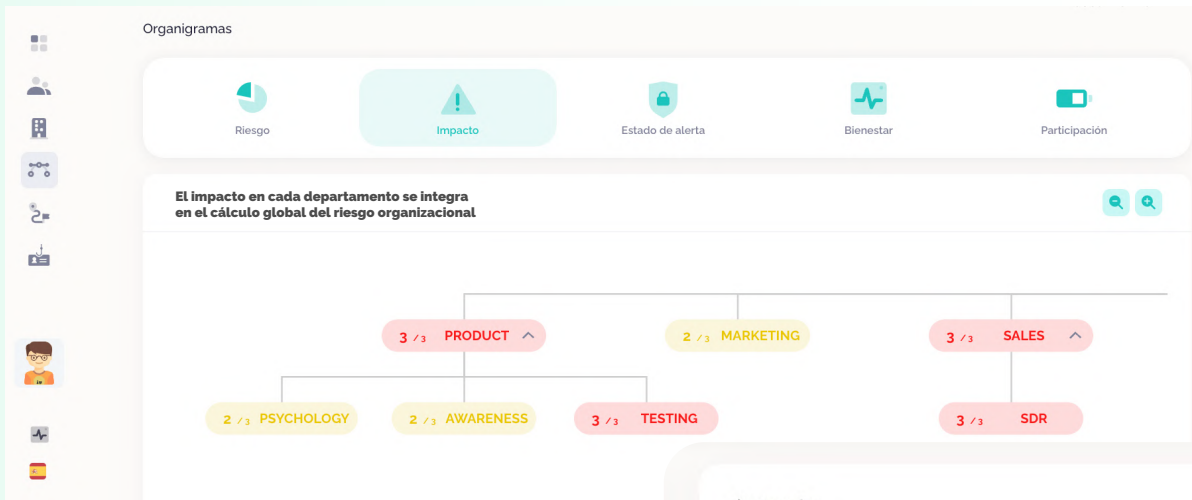 Organigramas
Riesgo
Impacto
Estado de alerta
Bienestar
Participación
El impacto en cada departamento se integra
en el cálculo global del riesgo organizacional
3 / 3 PRODUCT
2 / 3 MARKETING
3 / 3 SALES
2 / 3 PSYCHOLOGY
2 / 3 AWARENESS
3 / 3 TESTING
3 / 3 SDR